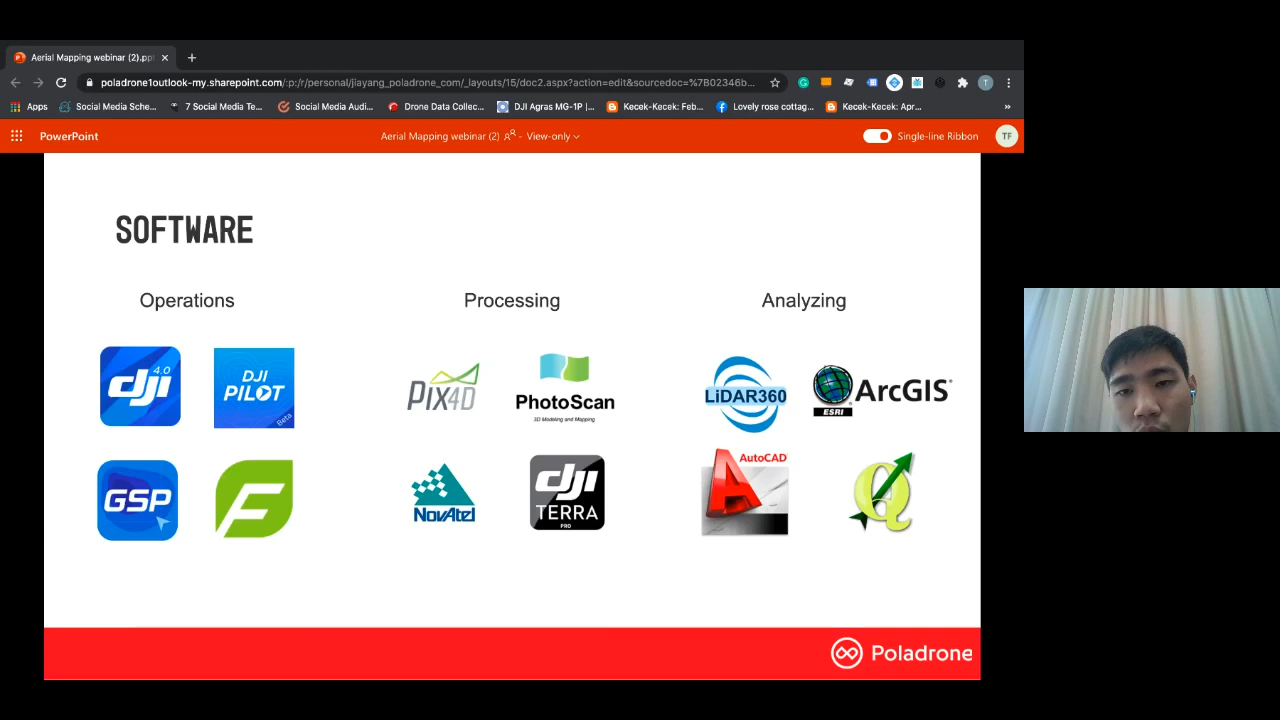 Aerial Mapping webinar (2).ppt
poladrone1outlook-my.sharepoint.com/:p:/r/personal/jiayang_poladrone_com/_layouts/15/doc2.aspx?action=edit&sourcedoc=%7B02346b...
Apps Social Media Sche... 7 Social Media Te... Social Media Audi... Drone Data Collec... DJI Agras MG-1P |... Kecek-Kecek: Feb... Lovely rose cottag... Kecek-Kecek: Apr... »
PowerPoint Aerial Mapping webinar (2) - View-only Single-line Ribbon TF
SOFTWARE
Operations Processing Analyzing
dji 4.0
DJI
PILOT
Beta
PIX4D
PhotoScan
3D Modeling and Mapping
LiDAR360
ESRI
ArcGIS®
GSP
F
NovAtel
dji
TERRA
PRO
AutoCAD
Q
Poladrone